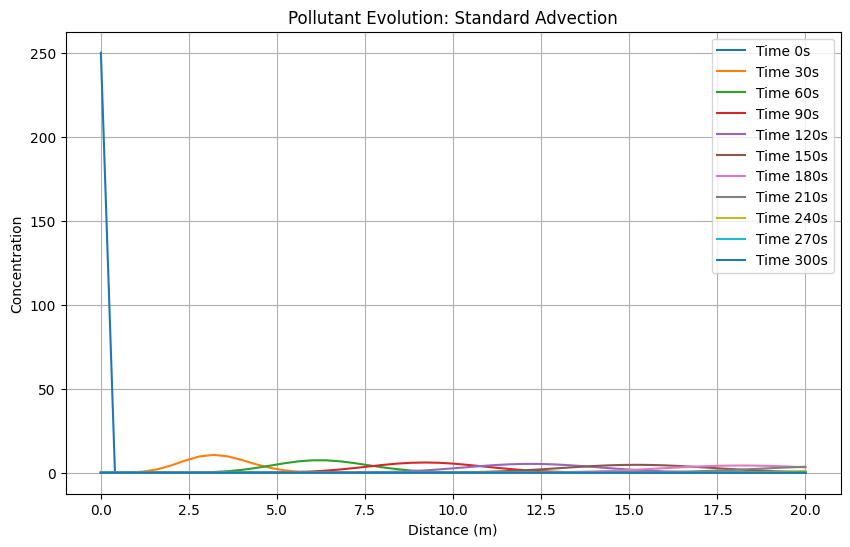 Pollutant Evolution: Standard Advection
250
200
150
100
50
0
Concentration
0.0 2.5 5.0 7.5 10.0 12.5 15.0 17.5 20.0
Distance (m)
Time 0s
Time 30s
Time 60s
Time 90s
Time 120s
Time 150s
Time 180s
Time 210s
Time 240s
Time 270s
Time 300s